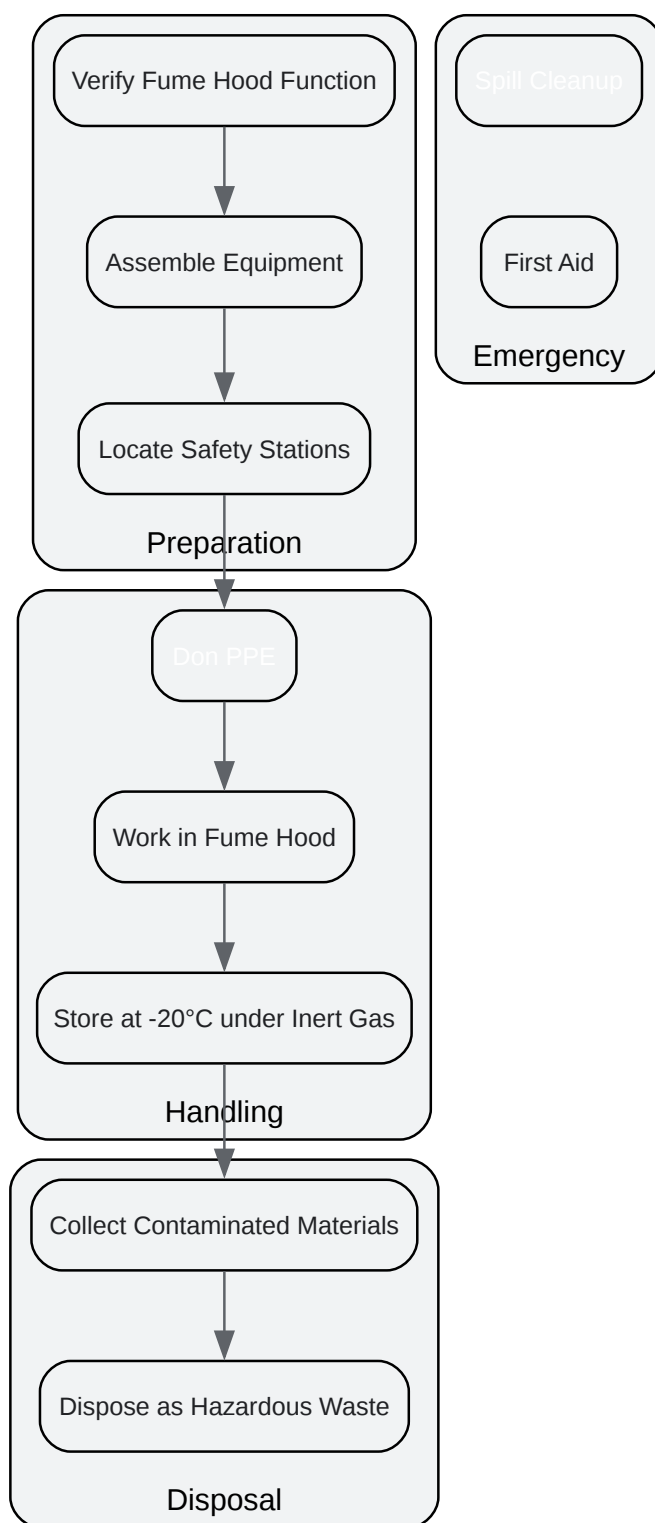 Verify Fume Hood Function
Assemble Equipment
Locate Safety Stations
Preparation
Don PPE
Work in Fume Hood
Store at -20°C under Inert Gas
Handling
Collect Contaminated Materials
Dispose as Hazardous Waste
Disposal
Spill Cleanup
First Aid
Emergency